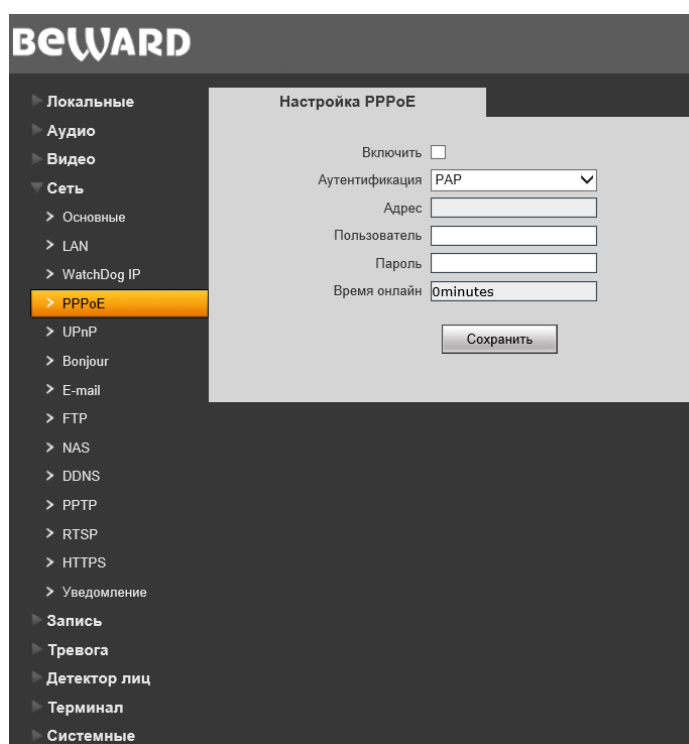 BEWARD
Локальные
Аудио
Видео
Сеть
Основные
LAN
WatchDog IP
PPPoE
UPnP
Bonjour
E-mail
FTP
NAS
DDNS
PPTP
RTSP
HTTPS
Уведомление
Запись
Тревога
Детектор лиц
Терминал
Системные
Настройка PPPoE
Включить
Аутентификация PAP
Адрес
Пользователь
Пароль
Время онлайн 0minutes
Сохранить